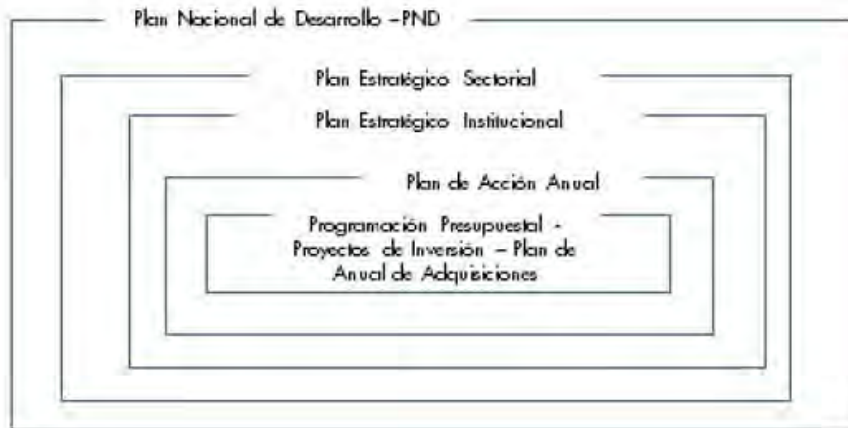 Plan Nacional de Desarrollo –PND
Plan Estratégico Sectorial
Plan Estratégico Institucional
Plan de Acción Anual
Programación Presupuestal -
Proyectos de Inversión – Plan de
Anual de Adquisiciones